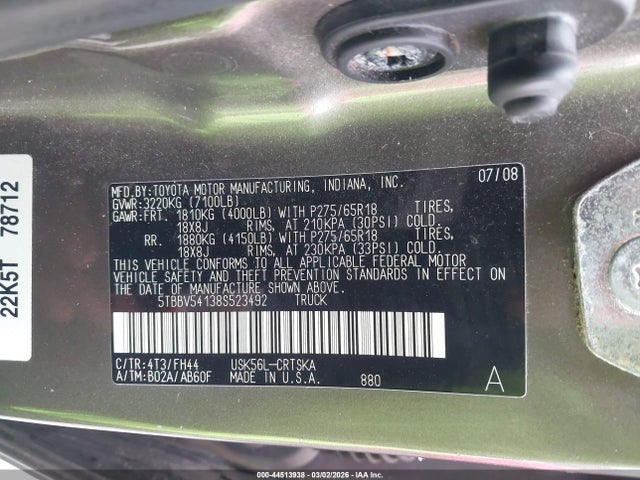 MFD.BY:TOYOTA MOTOR MANUFACTURING, INDIANA, INC. 07/08
GVWR:3220KG (7100LB)
GAWR:FRT. 1810KG (4000LB) WITH P275/65R18 TIRES,
18X8J RIMS, AT 210KPA (30PSI) COLD.
RR. 1880KG (4150LB) WITH P275/65R18 TIRES,
18X8J RIMS, AT 230KPA (33PSI) COLD.
THIS VEHICLE CONFORMS TO ALL APPLICABLE FEDERAL MOTOR
VEHICLE SAFETY AND THEFT PREVENTION STANDARDS IN EFFECT ON
THE DATE OF MANUFACTURE SHOWN ABOVE.
5TBBV54138S523492 TRUCK
C/TR:4T3/FH44 USK56L-CRTSKA
A/TM:B02A/AB60F MADE IN U.S.A. 880 A
22K5T 78712
000-44513938 - 03/02/2026 - IAAI Inc.